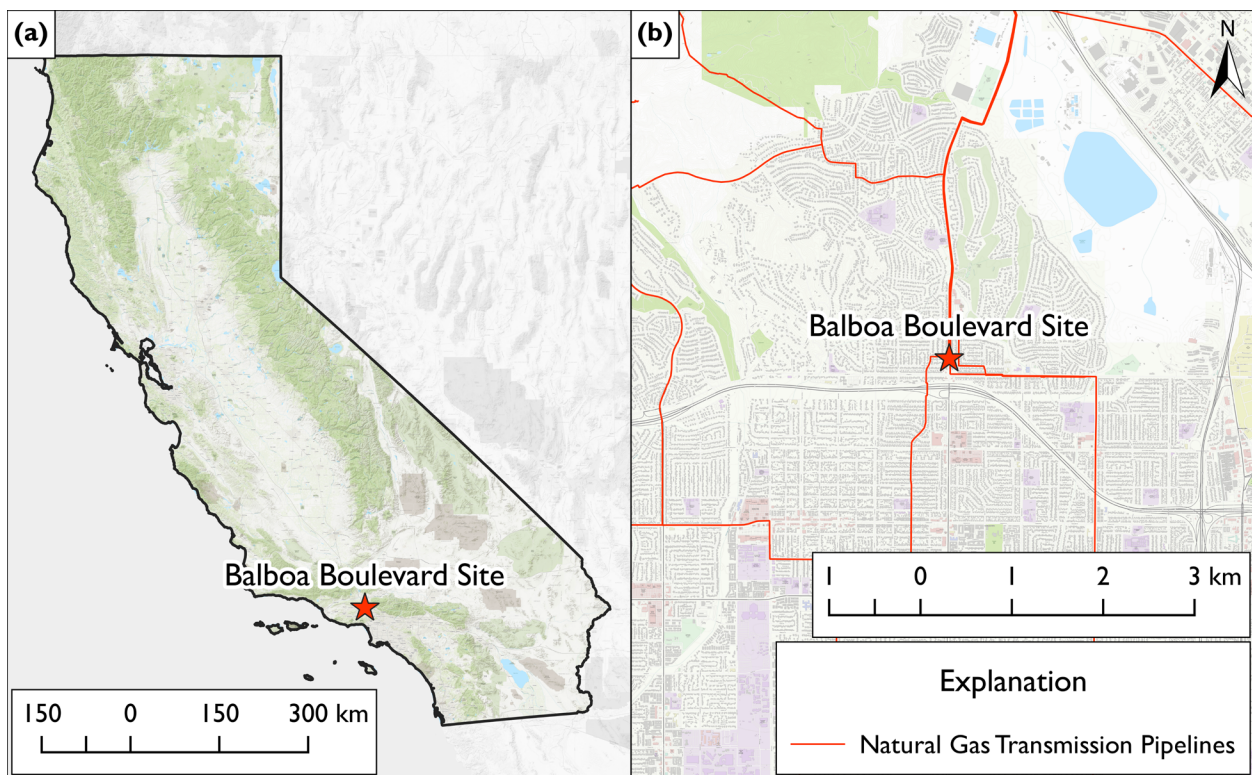 (a)
Balboa Boulevard Site
150 0 150 300 km
(b)
N
Balboa Boulevard Site
1 0 1 2 3 km
Explanation
Natural Gas Transmission Pipelines